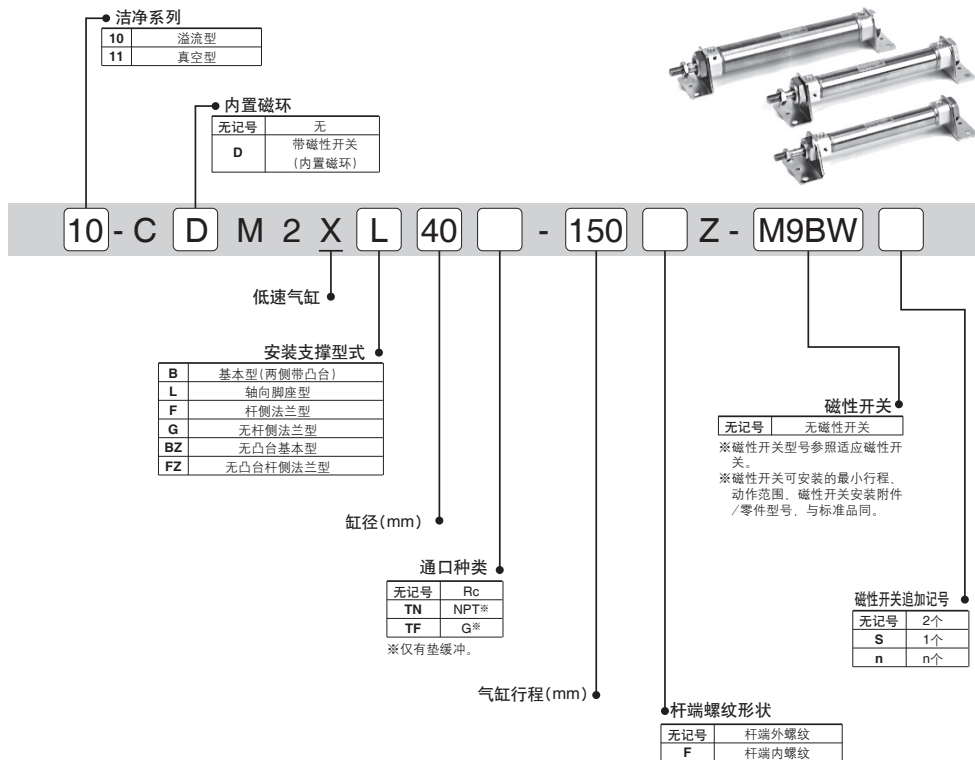 洁净系列
10 溢流型
11 真空型
内置磁环
无记号 无
D 带磁性开关
(内置磁环)
10 - C D M 2 X L 40 - 150 Z - M9BW
低速气缸
安装支撑型式
B 基本型(两侧带凸台)
L 轴向脚座型
F 杆侧法兰型
G 无杆侧法兰型
BZ 无凸台基本型
FZ 无凸台杆侧法兰型
磁性开关
无记号 无磁性开关
※磁性开关型号参照适应磁性开
关。
※磁性开关可安装的最小行程、
动作范围、磁性开关安装附件
/零件型号，与标准品同。
缸径(mm)
通口种类
无记号 Rc
TN NPT※
TF G※
※仅有垫缓冲。
磁性开关追加记号
无记号 2个
S 1个
n n个
气缸行程(mm)
杆端螺纹形状
无记号 杆端外螺纹
F 杆端内螺纹